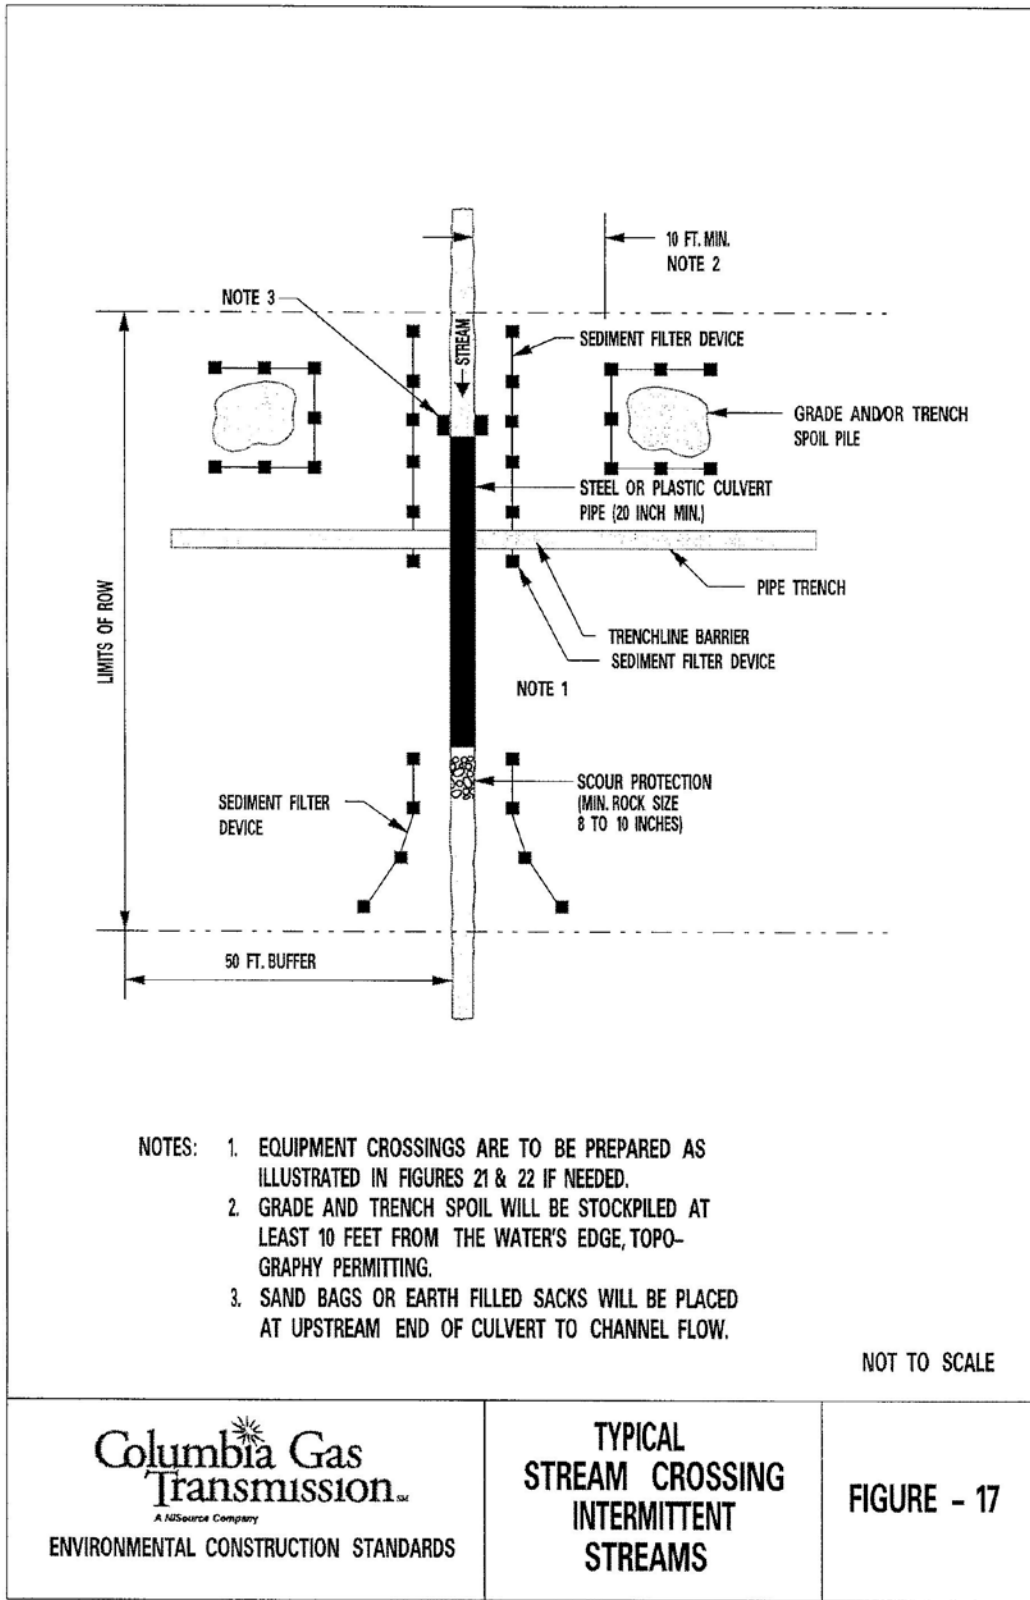 10 FT. MIN.
NOTE 2
NOTE 3
STREAM
SEDIMENT FILTER DEVICE
GRADE AND/OR TRENCH
SPOIL PILE
STEEL OR PLASTIC CULVERT
PIPE (20 INCH MIN.)
PIPE TRENCH
LIMITS OF ROW
TRENCHLINE BARRIER
SEDIMENT FILTER DEVICE
NOTE 1
SCOUR PROTECTION
(MIN. ROCK SIZE
8 TO 10 INCHES)
SEDIMENT FILTER
DEVICE
50 FT. BUFFER
NOTES: 1. EQUIPMENT CROSSINGS ARE TO BE PREPARED AS
ILLUSTRATED IN FIGURES 21 & 22 IF NEEDED.
2. GRADE AND TRENCH SPOIL WILL BE STOCKPILED AT
LEAST 10 FEET FROM THE WATER'S EDGE, TOPO-
GRAPHY PERMITTING.
3. SAND BAGS OR EARTH FILLED SACKS WILL BE PLACED
AT UPSTREAM END OF CULVERT TO CHANNEL FLOW.
NOT TO SCALE
Columbia Gas
Transmission℠
A NiSource Company
ENVIRONMENTAL CONSTRUCTION STANDARDS
TYPICAL
STREAM CROSSING
INTERMITTENT
STREAMS
FIGURE - 17